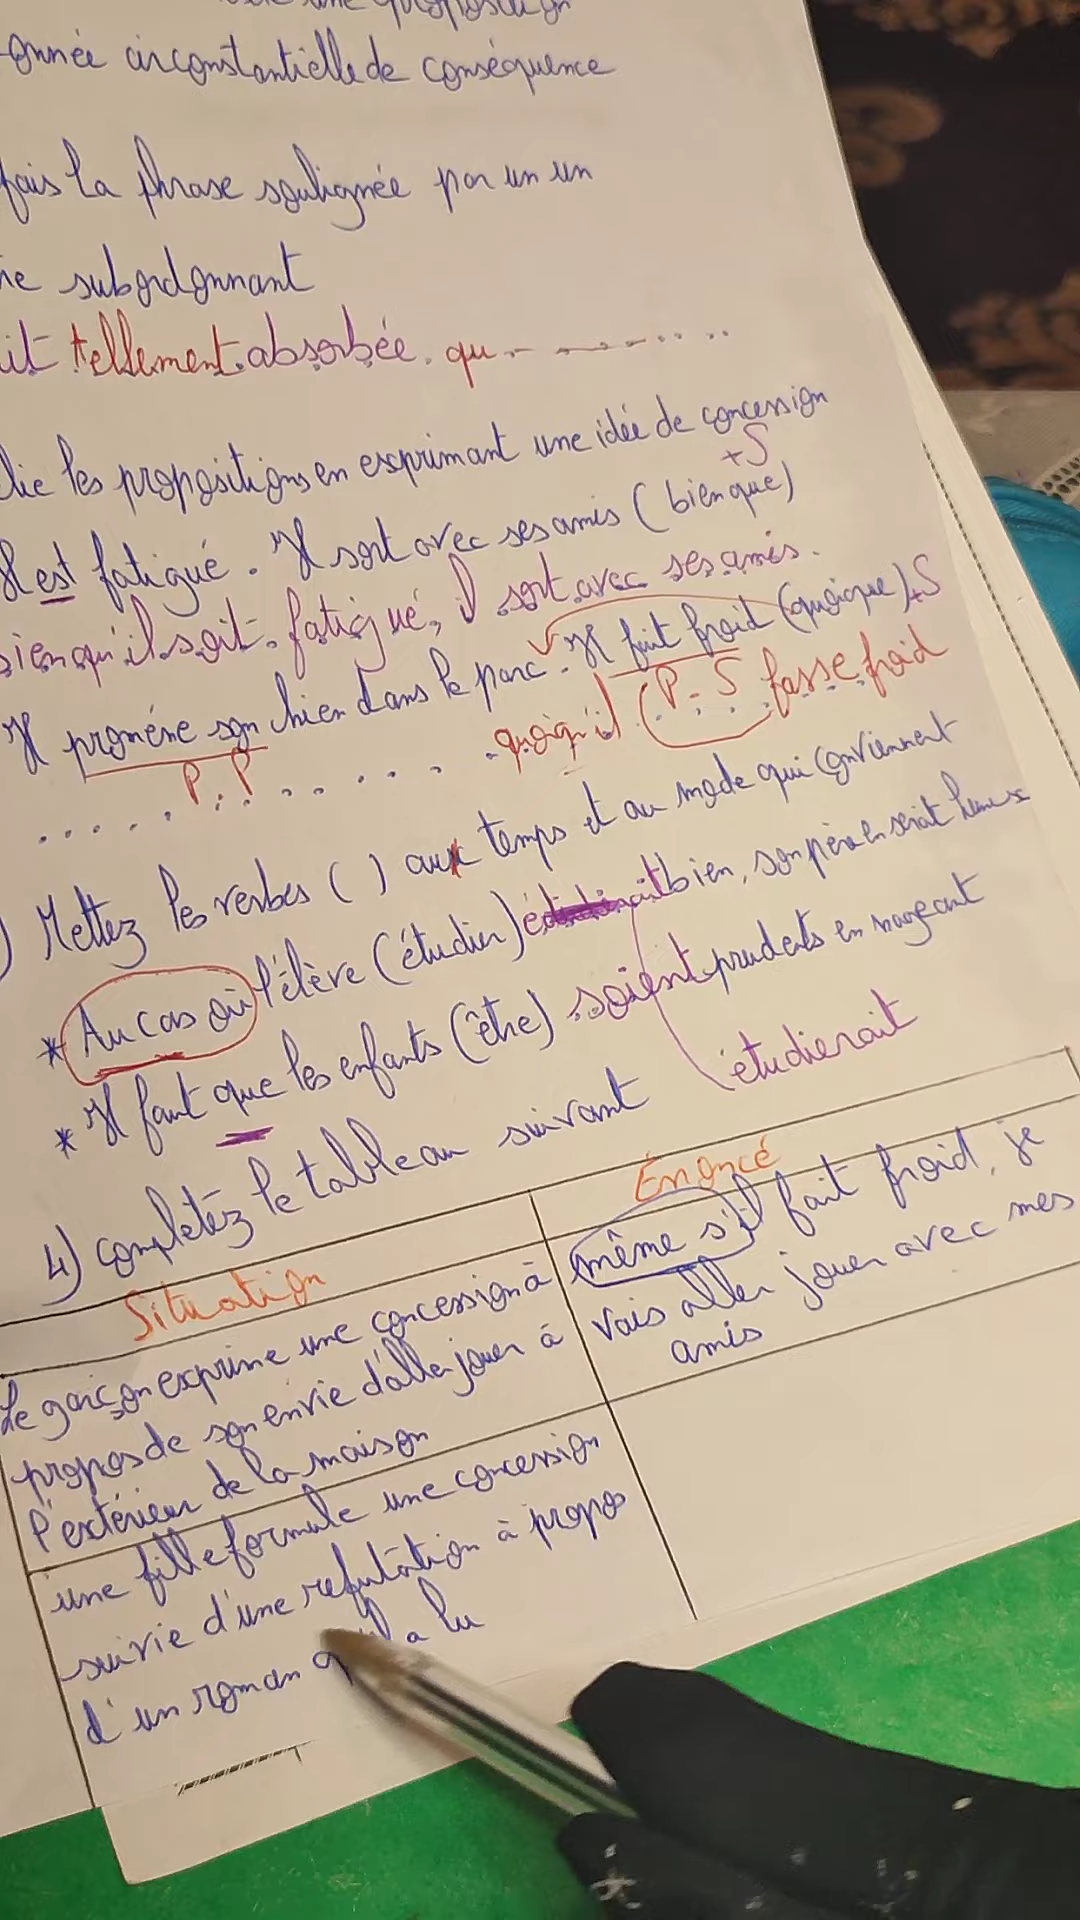 une proposition
onnée circonstantielle de conséquence
fais la phrase soulignée par un un
subordonnant
it tellement absorbée qu
lie les propositions en exprimant une idée de concession
+S
Il est fatigué. Il sort avec ses amis (bien que)
bien qu'il soit fatigué, il sort avec ses amis.
Il promène son chien dans le parc. Il fait froid (quoique)+S
P.P
quoiqu'il (P.S fasse froid
) Mettez les verbes ( ) aux temps et au mode qui conviennent
* Au cas où l'élève (étudier) bien, son père en serait heureux
* Il faut que les enfants (être) soient prudents en nageant
étudierait
4) completez le tableau suivant
Situation
Énoncé
Le garçon exprime une concession à
propos de son envie d'alle jouer à
l'extérieur de la maison
même s'il fait froid, je
vais aller jouer avec mes
amis
une fille formule une concession
suivie d'une refutation à propos
d'un roman a lu